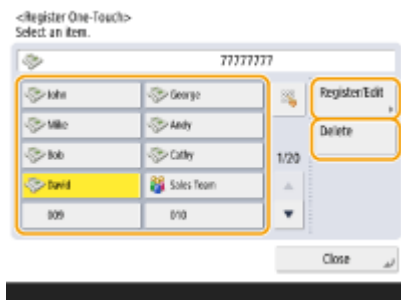 <Register One-Touch>
Select an item.
77777777
John
George
Register/Edit
Mike
Andy
Delete
Bob
Cathy
1/20
David
Sales Team
009
010
Close